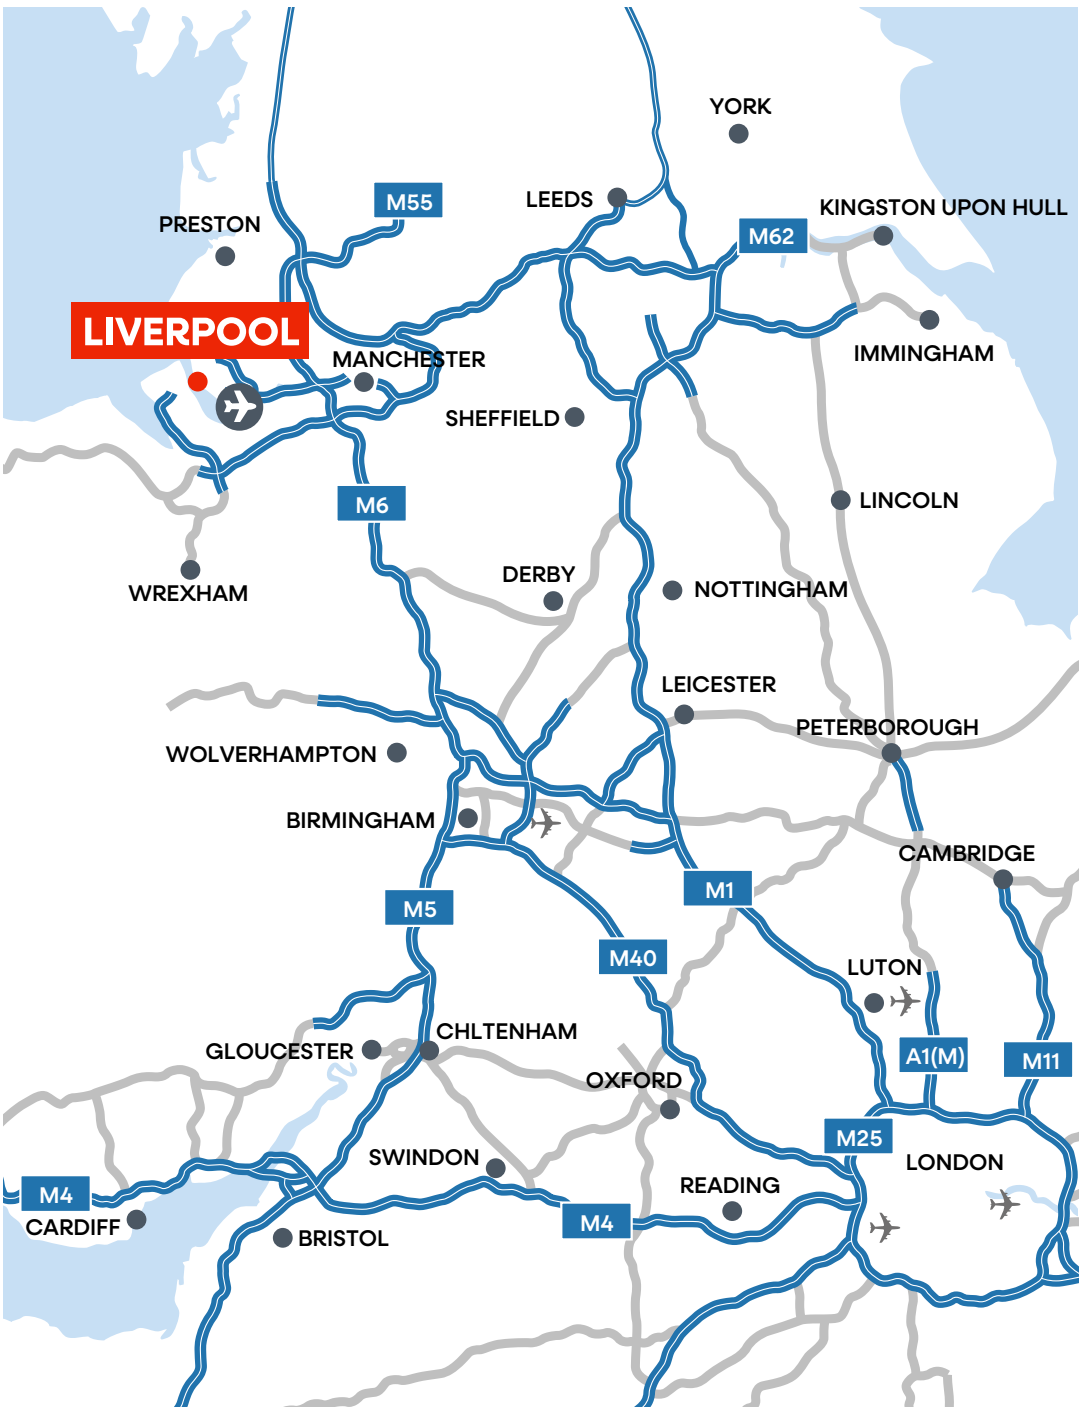 YORK
M55
LEEDS
KINGSTON UPON HULL
PRESTON
M62
LIVERPOOL
MANCHESTER
IMMINGHAM
SHEFFIELD
M6
LINCOLN
DERBY
WREXHAM
NOTTINGHAM
LEICESTER
PETERBOROUGH
WOLVERHAMPTON
BIRMINGHAM
CAMBRIDGE
M1
M5
M40
LUTON
CHLTENHAM
GLOUCESTER
A1(M)
M11
OXFORD
M25
SWINDON
LONDON
READING
M4
CARDIFF
M4
BRISTOL